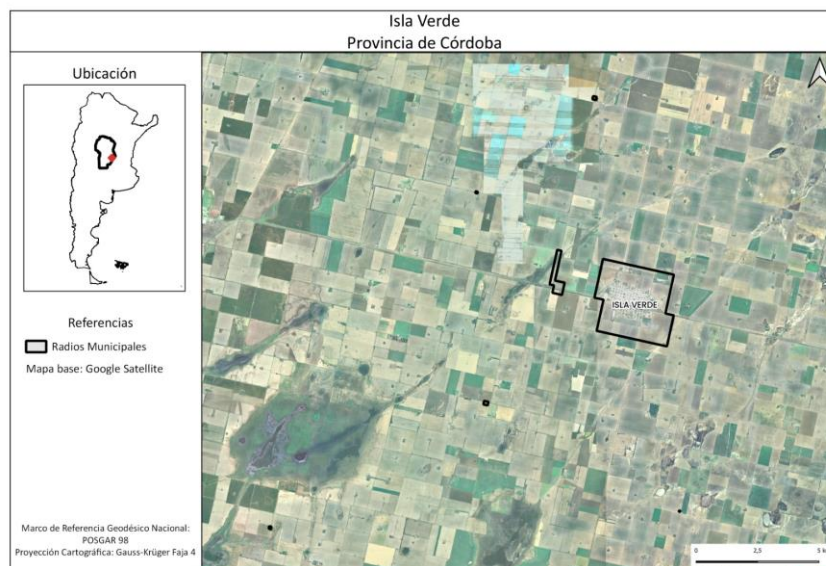 Isla Verde
Provincia de Córdoba
Ubicación
Referencias
Radios Municipales
Mapa base: Google Satellite
Marco de Referencia Geodésico Nacional:
POSGAR 98
Proyección Cartográfica: Gauss-Krüger Faja 4
ISLA VERDE
0 2,5 5 k